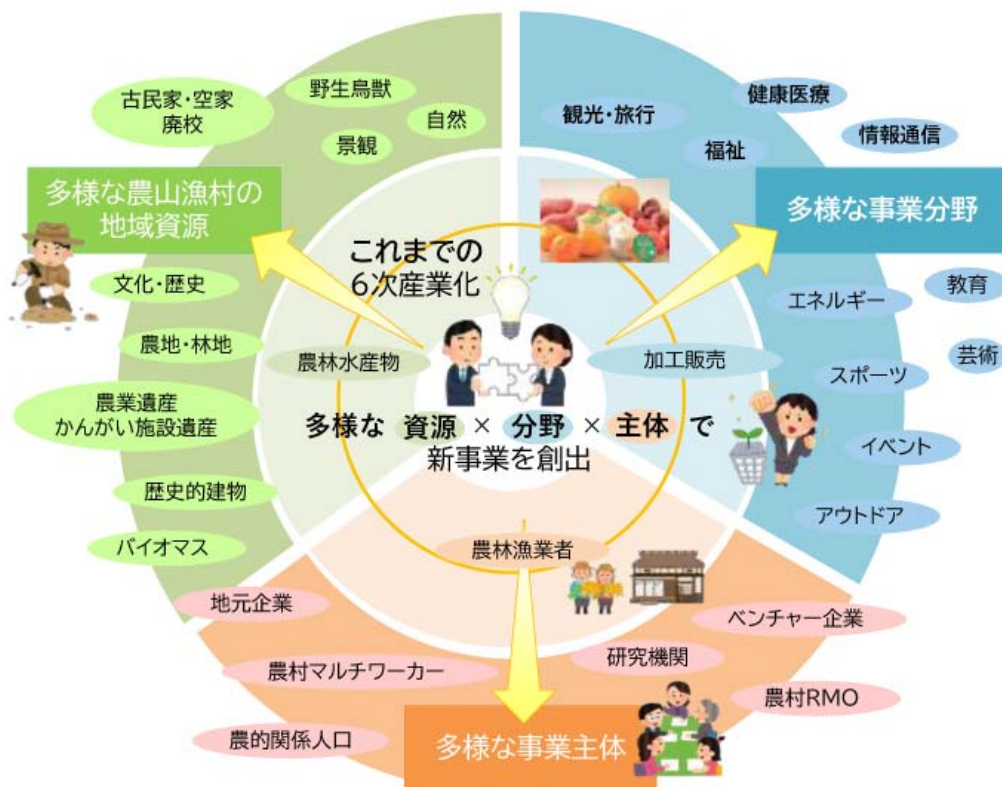 古民家・空家
廃校
野生鳥獣
自然
景観
多様な農山漁村の
地域資源
文化・歴史
農地・林地
農業遺産
かんがい施設遺産
歴史的建物
バイオマス
観光・旅行
健康医療
福祉
情報通信
多様な事業分野
エネルギー
教育
スポーツ
芸術
イベント
アウトドア
これまでの
6次産業化
農林水産物
加工販売
多様な 資源 × 分野 × 主体 で
新事業を創出
農林漁業者
地元企業
ベンチャー企業
農村マルチワーカー
研究機関
農村RMO
農的関係人口
多様な事業主体